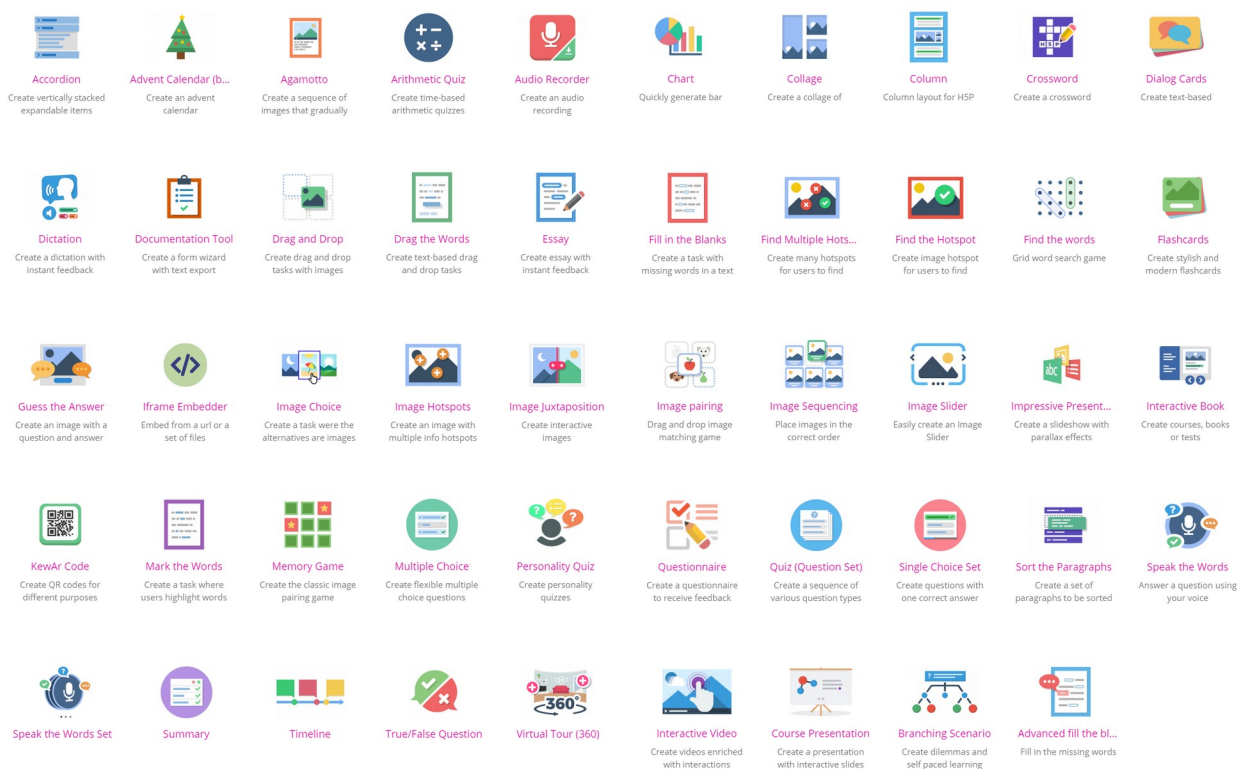 Accordion
Create vertically stacked
expandable items
Advent Calendar (b...
Create an advent
calendar
Agamotto
Create a sequence of
images that gradually
Arithmetic Quiz
Create time-based
arithmetic quizzes
Audio Recorder
Create an audio
recording
Chart
Quickly generate bar
Collage
Create a collage of
Column
Column layout for H5P
H5P
Crossword
Create a crossword
Dialog Cards
Create text-based
Dictation
Create a dictation with
instant feedback
Documentation Tool
Create a form wizard
with text export
Drag and Drop
Create drag and drop
tasks with images
Drag the Words
Create text-based drag
and drop tasks
Essay
Create essay with
instant feedback
Fill in the Blanks
Create a task with
missing words in a text
Find Multiple Hots...
Create many hotspots
for users to find
Find the Hotspot
Create image hotspot
for users to find
Find the words
Grid word search game
Flashcards
Create stylish and
modern flashcards
Guess the Answer
Create an image with a
question and answer
Iframe Embedder
Embed from a url or a
set of files
Image Choice
Create a task were the
alternatives are images
Image Hotspots
Create an image with
multiple info hotspots
Image Juxtaposition
Create interactive
images
Image pairing
Drag and drop image
matching game
Image Sequencing
Place images in the
correct order
Image Slider
Easily create an Image
Slider
abc
Impressive Present...
Create a slideshow with
parallax effects
Interactive Book
Create courses, books
or tests
KewAr Code
Create QR codes for
different purposes
Mark the Words
Create a task where
users highlight words
Memory Game
Create the classic image
pairing game
Multiple Choice
Create flexible multiple
choice questions
Personality Quiz
Create personality
quizzes
Questionnaire
Create a questionnaire
to receive feedback
Quiz (Question Set)
Create a sequence of
various question types
Single Choice Set
Create questions with
one correct answer
Sort the Paragraphs
Create a set of
paragraphs to be sorted
Speak the Words
Answer a question using
your voice
Speak the Words Set
Summary
Timeline
True/False Question
360°
Virtual Tour (360)
Interactive Video
Create videos enriched
with interactions
Course Presentation
Create a presentation
with interactive slides
Branching Scenario
Create dilemmas and
self paced learning
Advanced fill the bl...
Fill in the missing words